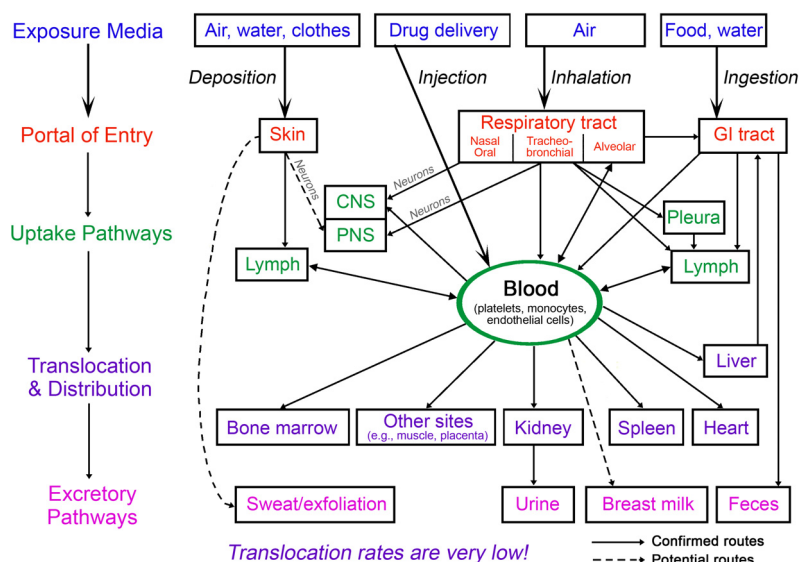 Exposure Media
Air, water, clothes
Drug delivery
Air
Food, water
Deposition
Injection
Inhalation
Ingestion
Portal of Entry
Skin
Respiratory tract
Nasal
Oral
Tracheo-
bronchial
Alveolar
GI tract
Neurons
Neurons
Neurons
CNS
PNS
Pleura
Uptake Pathways
Lymph
Lymph
Blood
(platelets, monocytes,
endothelial cells)
Translocation
& Distribution
Liver
Bone marrow
Other sites
(e.g., muscle, placenta)
Kidney
Spleen
Heart
Excretory
Pathways
Sweat/exfoliation
Urine
Breast milk
Feces
Translocation rates are very low!
Confirmed routes
Potential routes